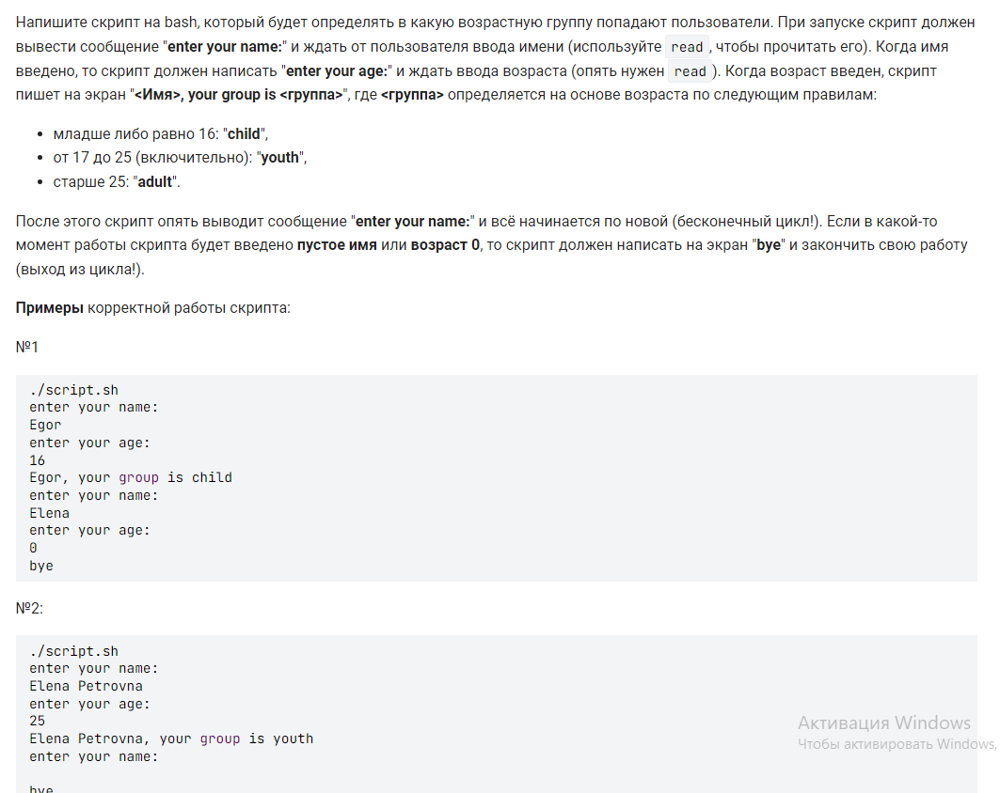 Напишите скрипт на bash, который будет определять в какую возрастную группу попадают пользователи. При запуске скрипт должен
вывести сообщение "enter your name:" и ждать от пользователя ввода имени (используйте read, чтобы прочитать его). Когда имя
введено, то скрипт должен написать "enter your age:" и ждать ввода возраста (опять нужен read). Когда возраст введен, скрипт
пишет на экран "<Имя>, your group is <группа>", где <группа> определяется на основе возраста по следующим правилам:
• младше либо равно 16: "child",
• от 17 до 25 (включительно): "youth",
• старше 25: "adult".
После этого скрипт опять выводит сообщение "enter your name:" и всё начинается по новой (бесконечный цикл!). Если в какой-то
момент работы скрипта будет введено пустое имя или возраст 0, то скрипт должен написать на экран "bye" и закончить свою работу
(выход из цикла!).
Примеры корректной работы скрипта:
№1
./script.sh
enter your name:
Egor
enter your age:
16
Egor, your group is child
enter your name:
Elena
enter your age:
0
bye
№2:
./script.sh
enter your name:
Elena Petrovna
enter your age:
25
Elena Petrovna, your group is youth
enter your name:
bye
Активация Windows
Чтобы активировать Windows,